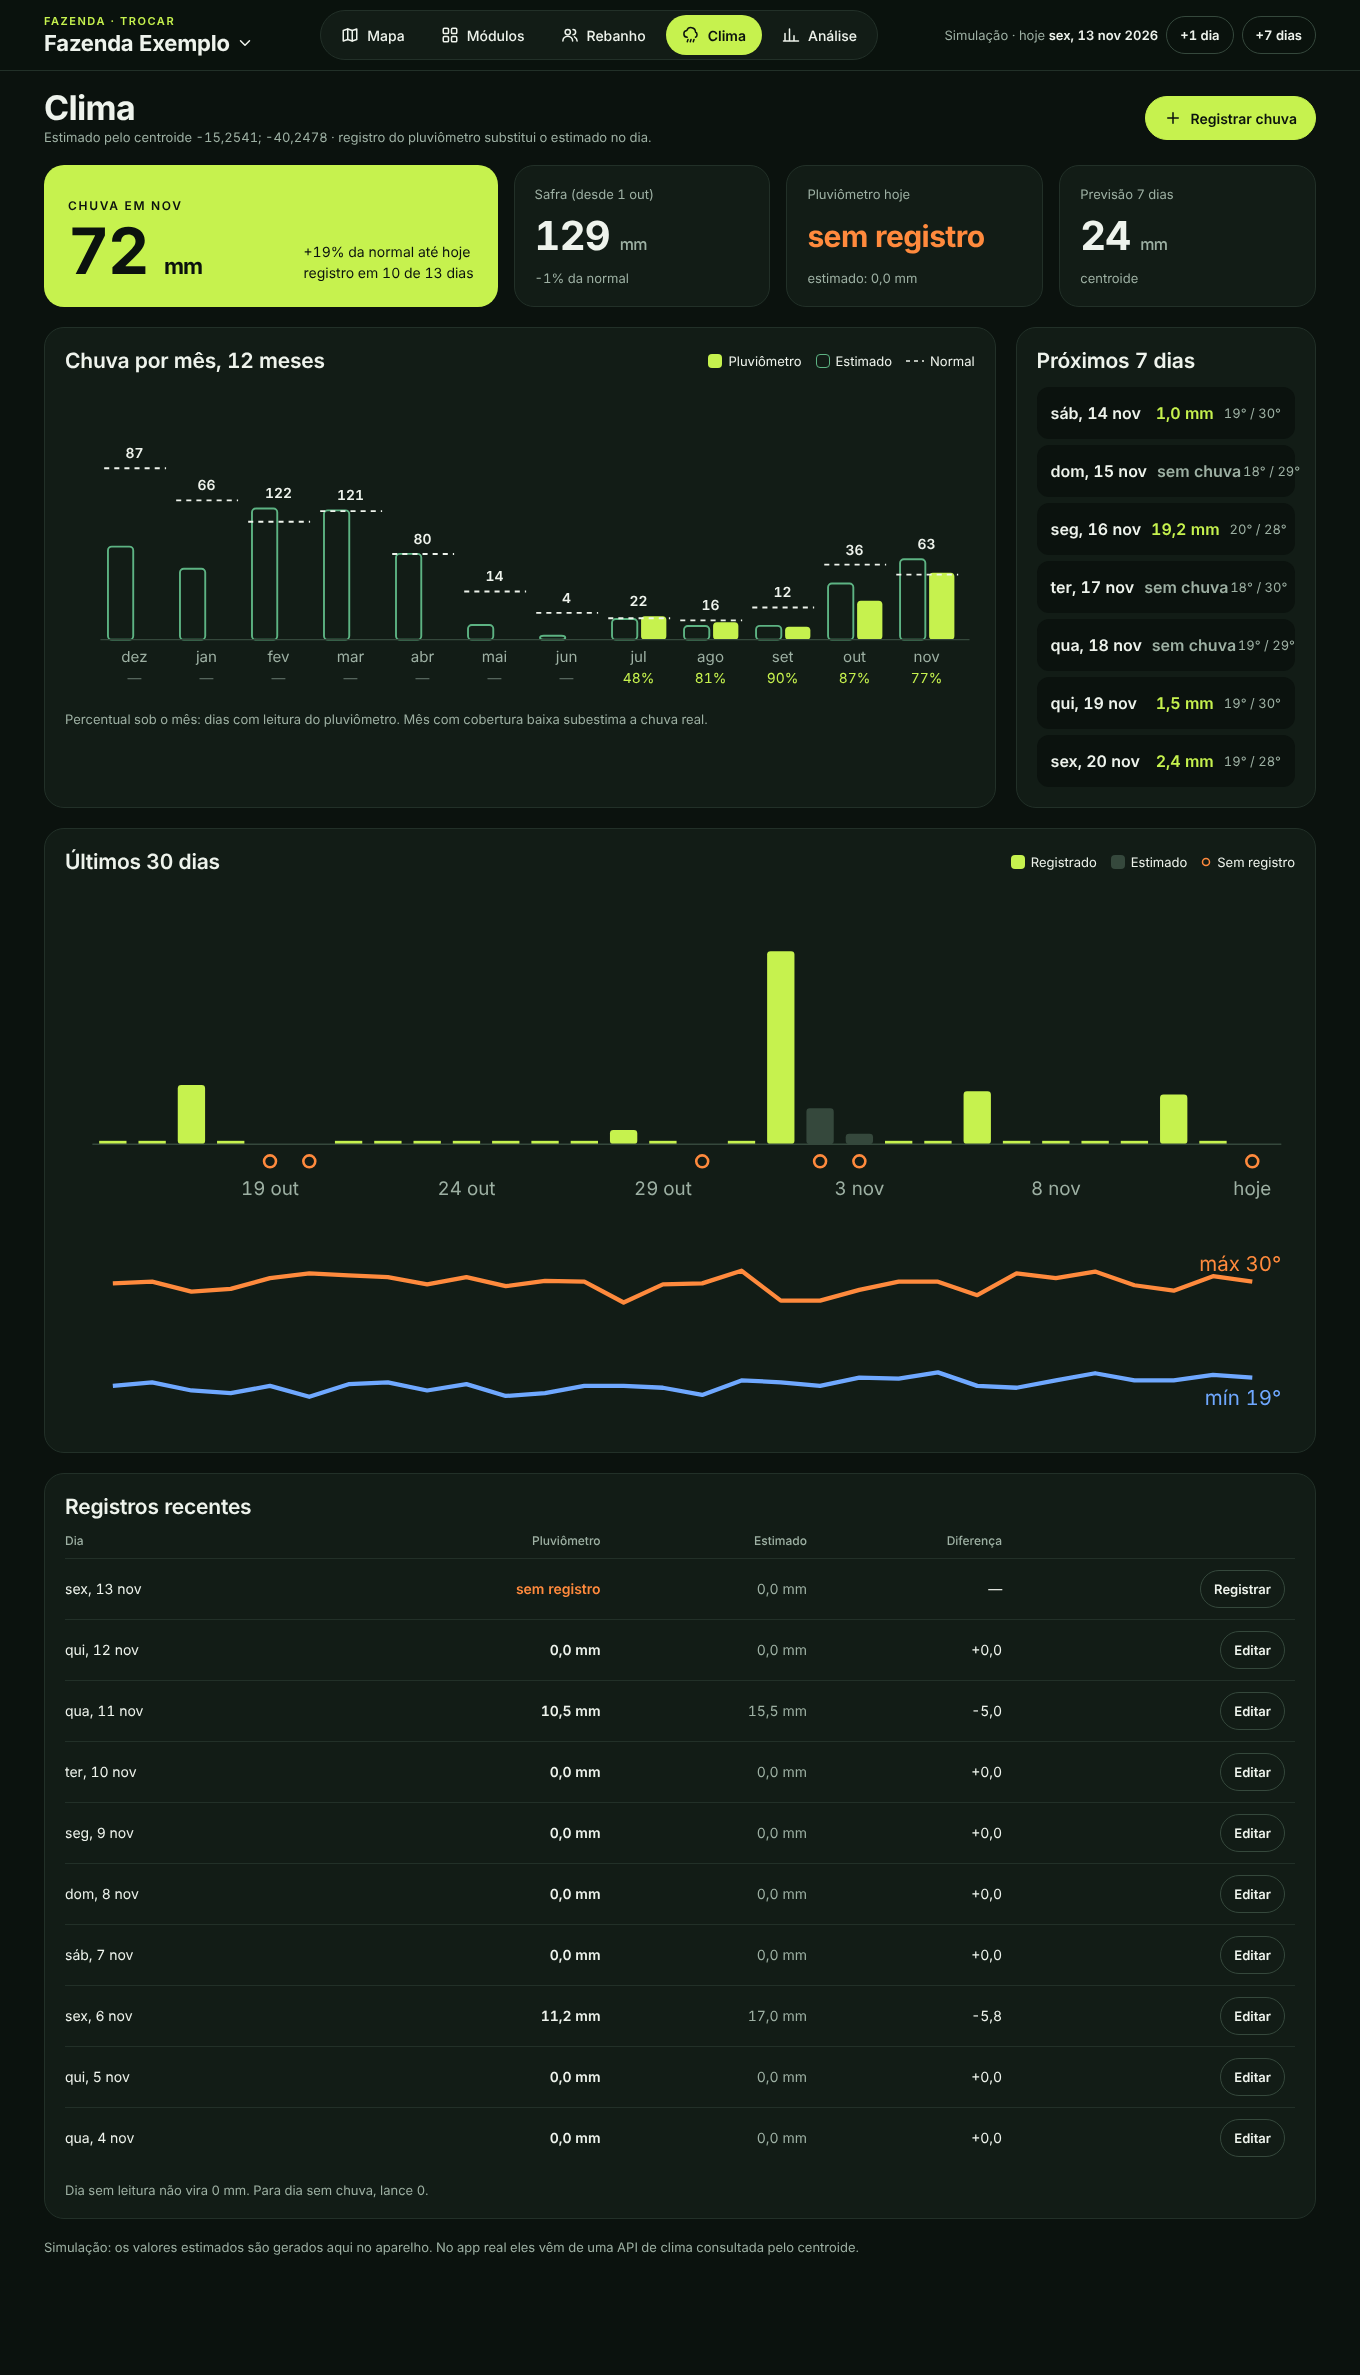 FAZENDA · TROCAR
Fazenda Exemplo
Mapa
Módulos
Rebanho
Clima
Análise
Simulação · hoje sex, 13 nov 2026
+1 dia
+7 dias
Clima
Estimado pelo centroide -15,2541; -40,2478 · registro do pluviômetro substitui o estimado no dia.
Registrar chuva
CHUVA EM NOV
72 mm
+19% da normal até hoje
registro em 10 de 13 dias
Safra (desde 1 out)
129 mm
-1% da normal
Pluviômetro hoje
sem registro
estimado: 0,0 mm
Previsão 7 dias
24 mm
centroide
Chuva por mês, 12 meses
Pluviômetro Estimado Normal
87 66 122 121 80 14 4 22 16 12 36 63
dez jan fev mar abr mai jun jul ago set out nov
— — — — — — — 48% 81% 90% 87% 77%
Percentual sob o mês: dias com leitura do pluviômetro. Mês com cobertura baixa subestima a chuva real.
Próximos 7 dias
sáb, 14 nov 1,0 mm 19° / 30°
dom, 15 nov sem chuva 18° / 29°
seg, 16 nov 19,2 mm 20° / 28°
ter, 17 nov sem chuva 18° / 30°
qua, 18 nov sem chuva 19° / 29°
qui, 19 nov 1,5 mm 19° / 30°
sex, 20 nov 2,4 mm 19° / 28°
Últimos 30 dias
Registrado Estimado Sem registro
19 out 24 out 29 out 3 nov 8 nov hoje
máx 30°
mín 19°
Registros recentes
Dia Pluviômetro Estimado Diferença
sex, 13 nov sem registro 0,0 mm — Registrar
qui, 12 nov 0,0 mm 0,0 mm +0,0 Editar
qua, 11 nov 10,5 mm 15,5 mm -5,0 Editar
ter, 10 nov 0,0 mm 0,0 mm +0,0 Editar
seg, 9 nov 0,0 mm 0,0 mm +0,0 Editar
dom, 8 nov 0,0 mm 0,0 mm +0,0 Editar
sáb, 7 nov 0,0 mm 0,0 mm +0,0 Editar
sex, 6 nov 11,2 mm 17,0 mm -5,8 Editar
qui, 5 nov 0,0 mm 0,0 mm +0,0 Editar
qua, 4 nov 0,0 mm 0,0 mm +0,0 Editar
Dia sem leitura não vira 0 mm. Para dia sem chuva, lance 0.
Simulação: os valores estimados são gerados aqui no aparelho. No app real eles vêm de uma API de clima consultada pelo centroide.